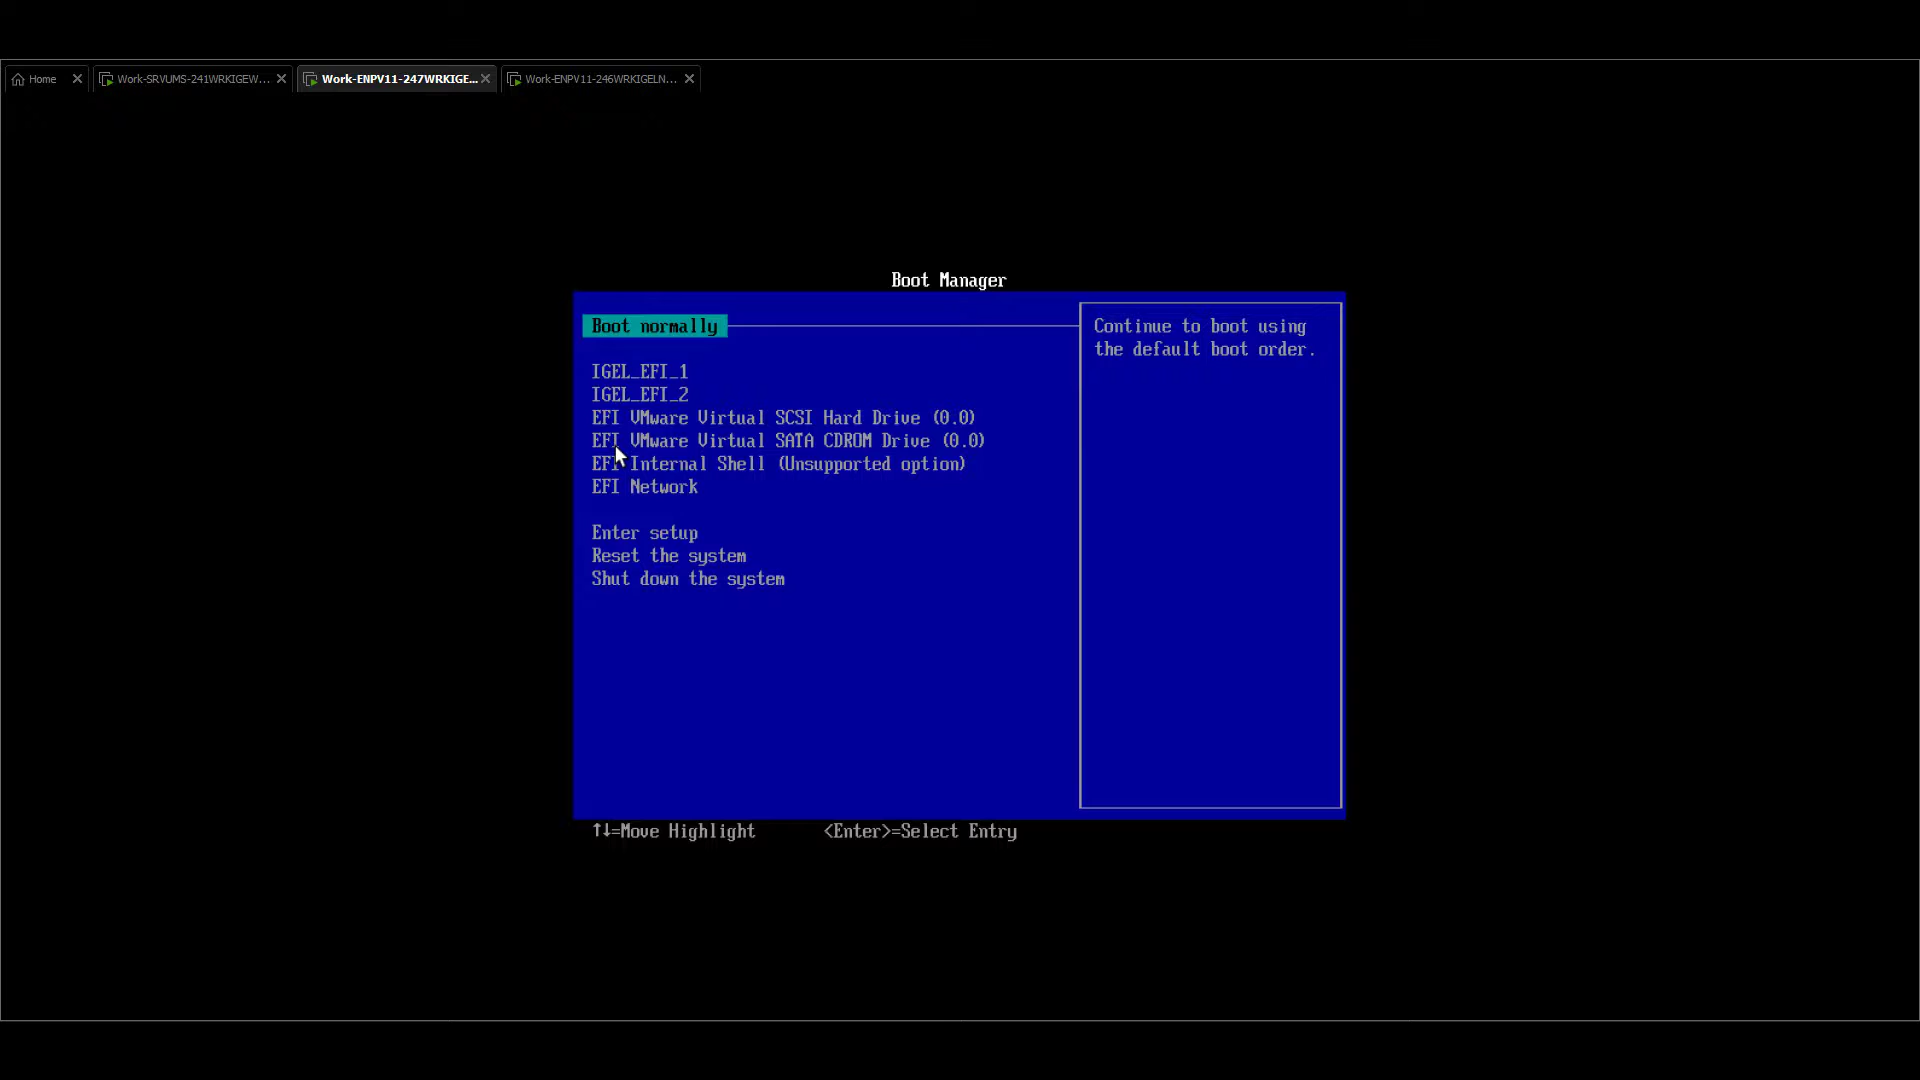 Home
Work-SRVUMS-241WRKIGEW...
Work-ENPV11-247WRKIGE...
Work-ENPV11-246WRKIGELN...
Boot Manager
Boot normally
Continue to boot using
the default boot order.
IGEL_EFI_1
IGEL_EFI_2
EFI VMware Virtual SCSI Hard Drive (0.0)
EFI VMware Virtual SATA CDROM Drive (0.0)
EFI Internal Shell (Unsupported option)
EFI Network
Enter setup
Reset the system
Shut down the system
↑↓=Move Highlight
<Enter>=Select Entry